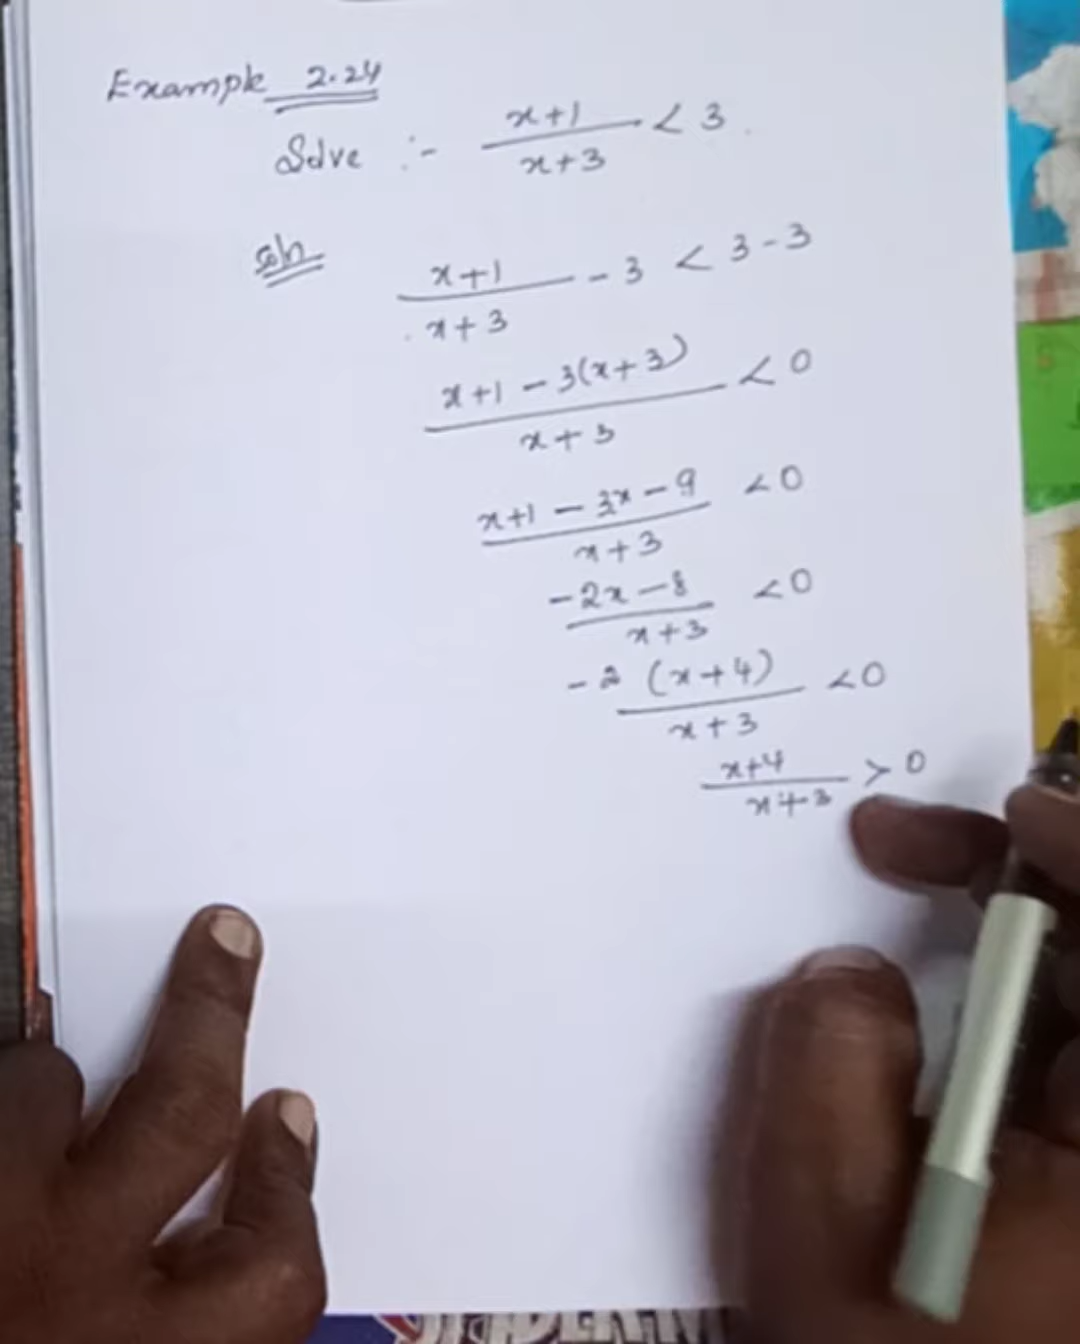 Example 2.24
Solve :- x+1 / x+3 < 3
Soln
x+1 / x+3 - 3 < 3-3
x+1 - 3(x+3) / x+3 < 0
x+1 - 3x - 9 / x+3 < 0
-2x - 8 / x+3 < 0
-2 (x+4) / x+3 < 0
x+4 / x+3 > 0